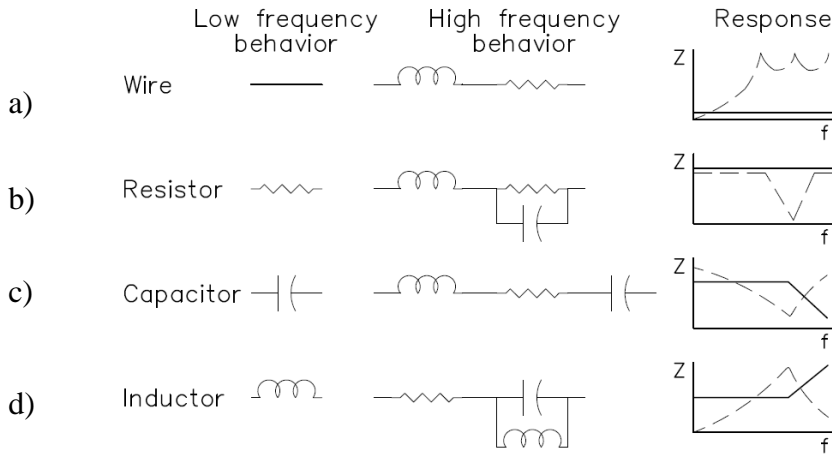 Low frequency behavior High frequency behavior Response
a) Wire Z f
b) Resistor Z f
c) Capacitor Z f
d) Inductor Z f